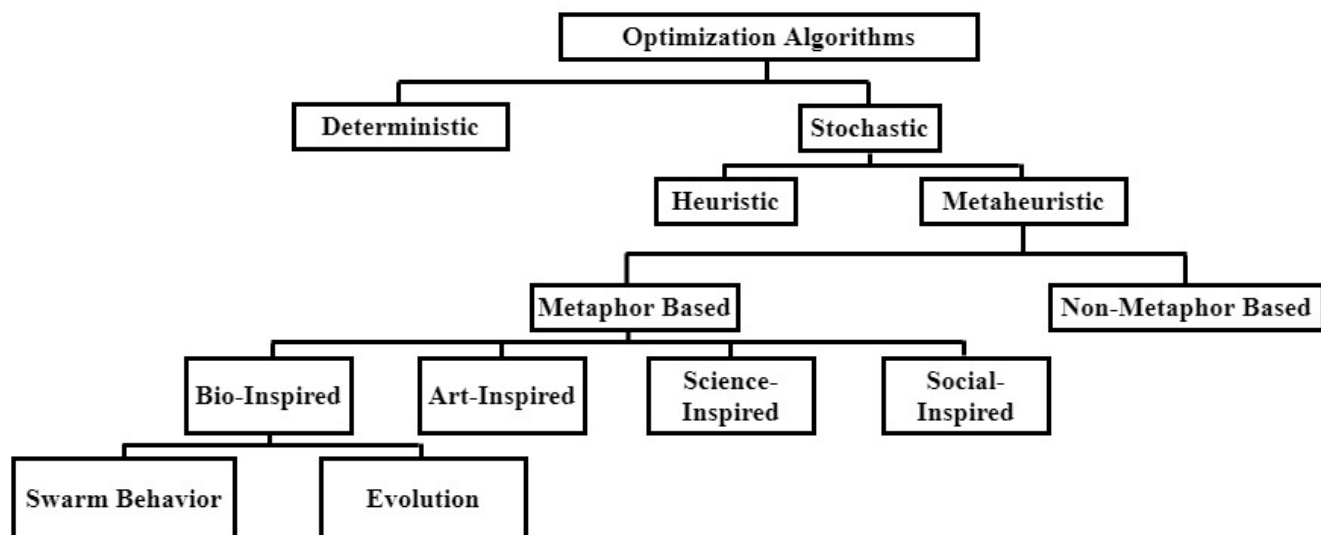 Optimization Algorithms
Deterministic
Stochastic
Heuristic
Metaheuristic
Metaphor Based
Non-Metaphor Based
Bio-Inspired
Art-Inspired
Science-
Inspired
Social-
Inspired
Swarm Behavior
Evolution